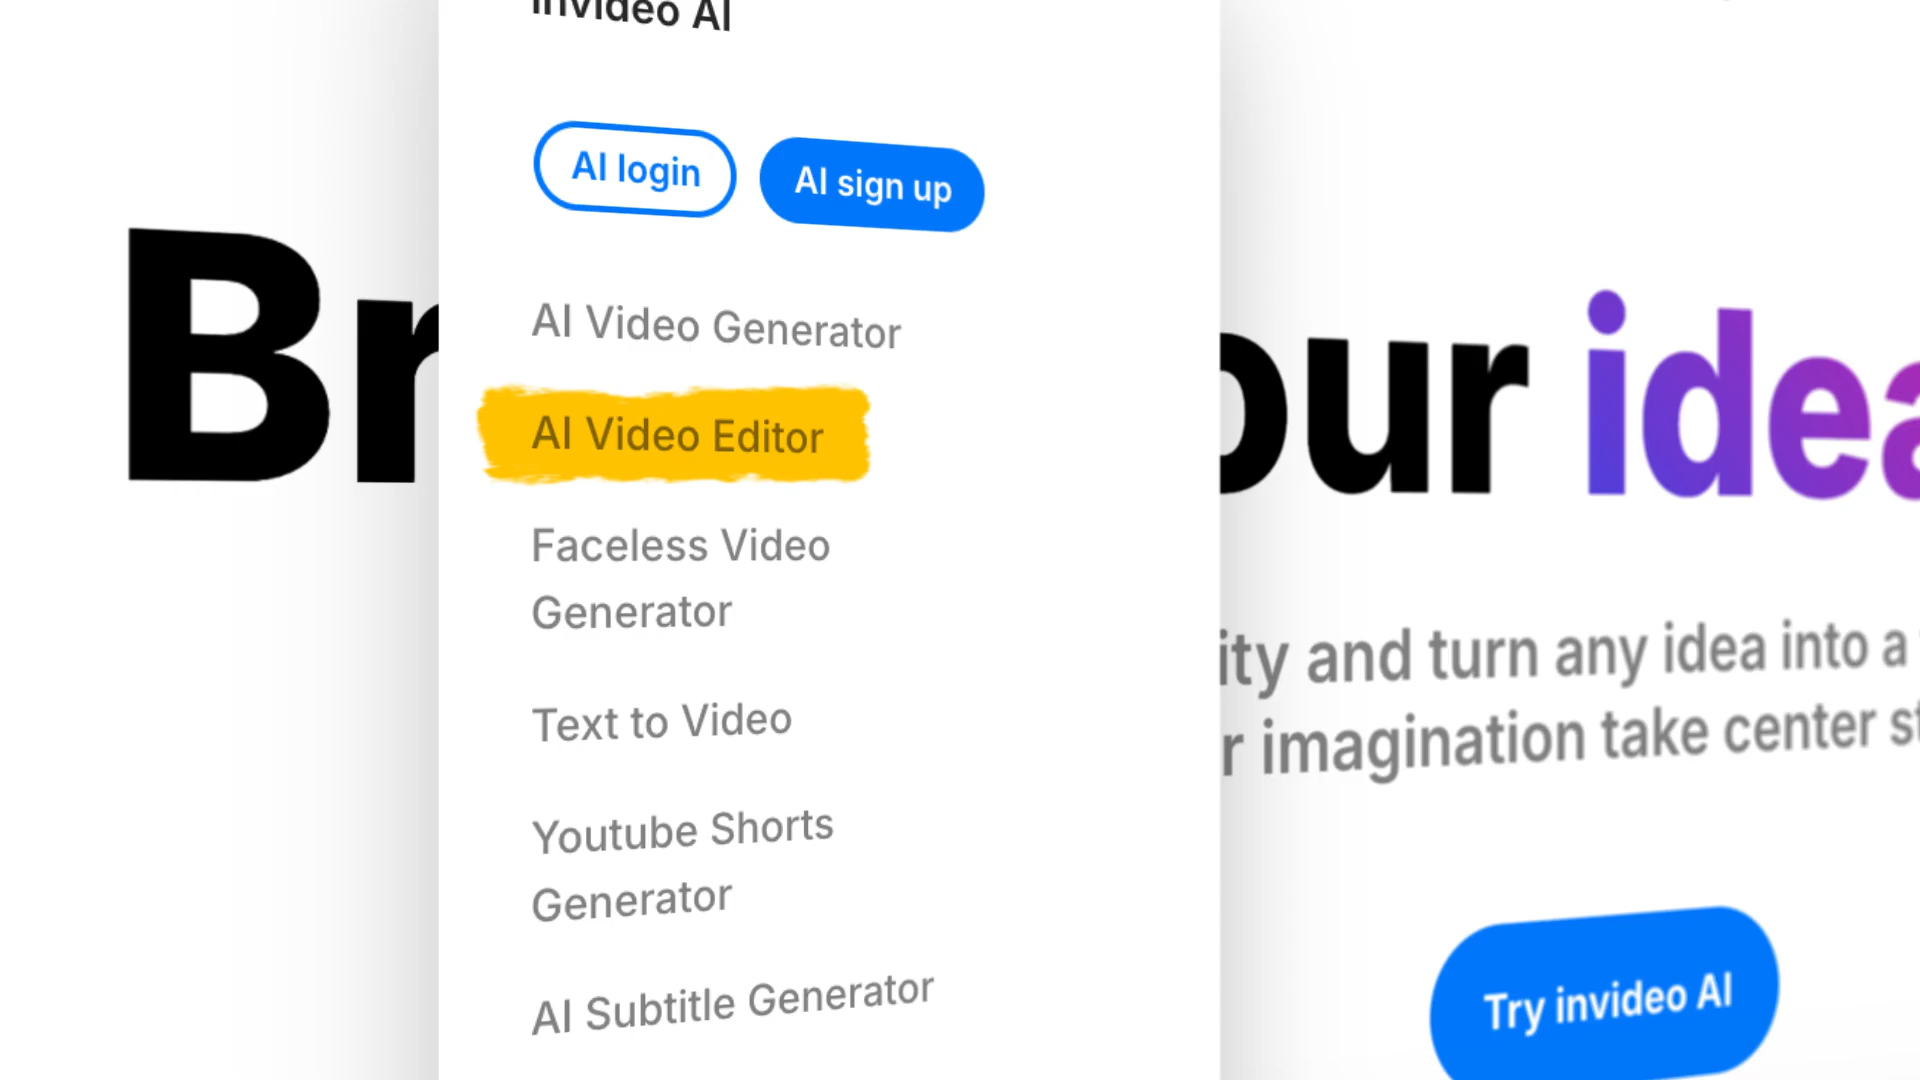 invideo AI
AI login
AI sign up
AI Video Generator
AI Video Editor
Faceless Video
Generator
Text to Video
Youtube Shorts
Generator
AI Subtitle Generator
Br
our idea
ity and turn any idea into a
r imagination take center st
Try invideo AI